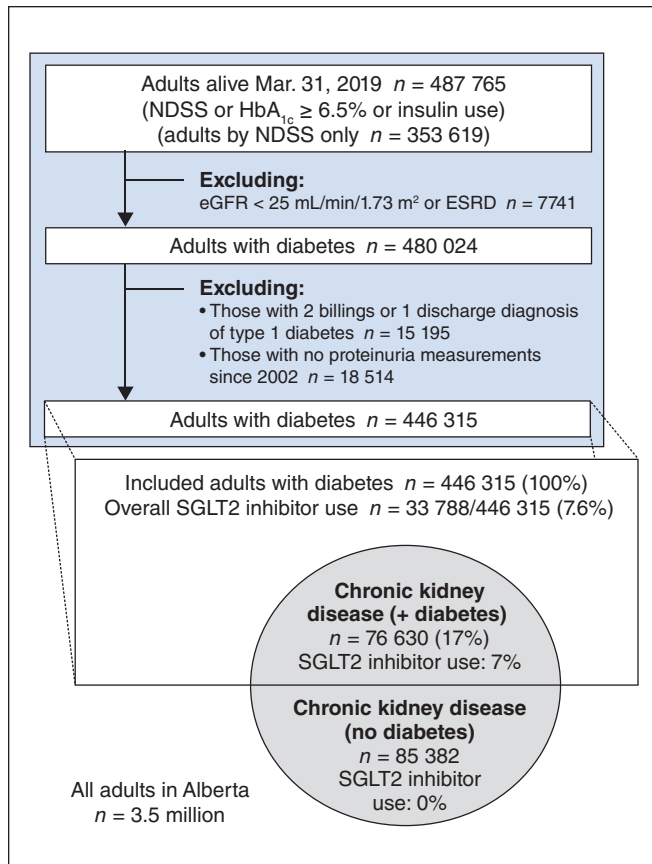 Adults alive Mar. 31, 2019 n = 487 765
(NDSS or HbA1c ≥ 6.5% or insulin use)
(adults by NDSS only n = 353 619)
Excluding:
eGFR < 25 mL/min/1.73 m² or ESRD n = 7741
Adults with diabetes n = 480 024
Excluding:
• Those with 2 billings or 1 discharge diagnosis
of type 1 diabetes n = 15 195
• Those with no proteinuria measurements
since 2002 n = 18 514
Adults with diabetes n = 446 315
Included adults with diabetes n = 446 315 (100%)
Overall SGLT2 inhibitor use n = 33 788/446 315 (7.6%)
Chronic kidney
disease (+ diabetes)
n = 76 630 (17%)
SGLT2 inhibitor use: 7%
Chronic kidney disease
(no diabetes)
n = 85 382
SGLT2 inhibitor
use: 0%
All adults in Alberta
n = 3.5 million